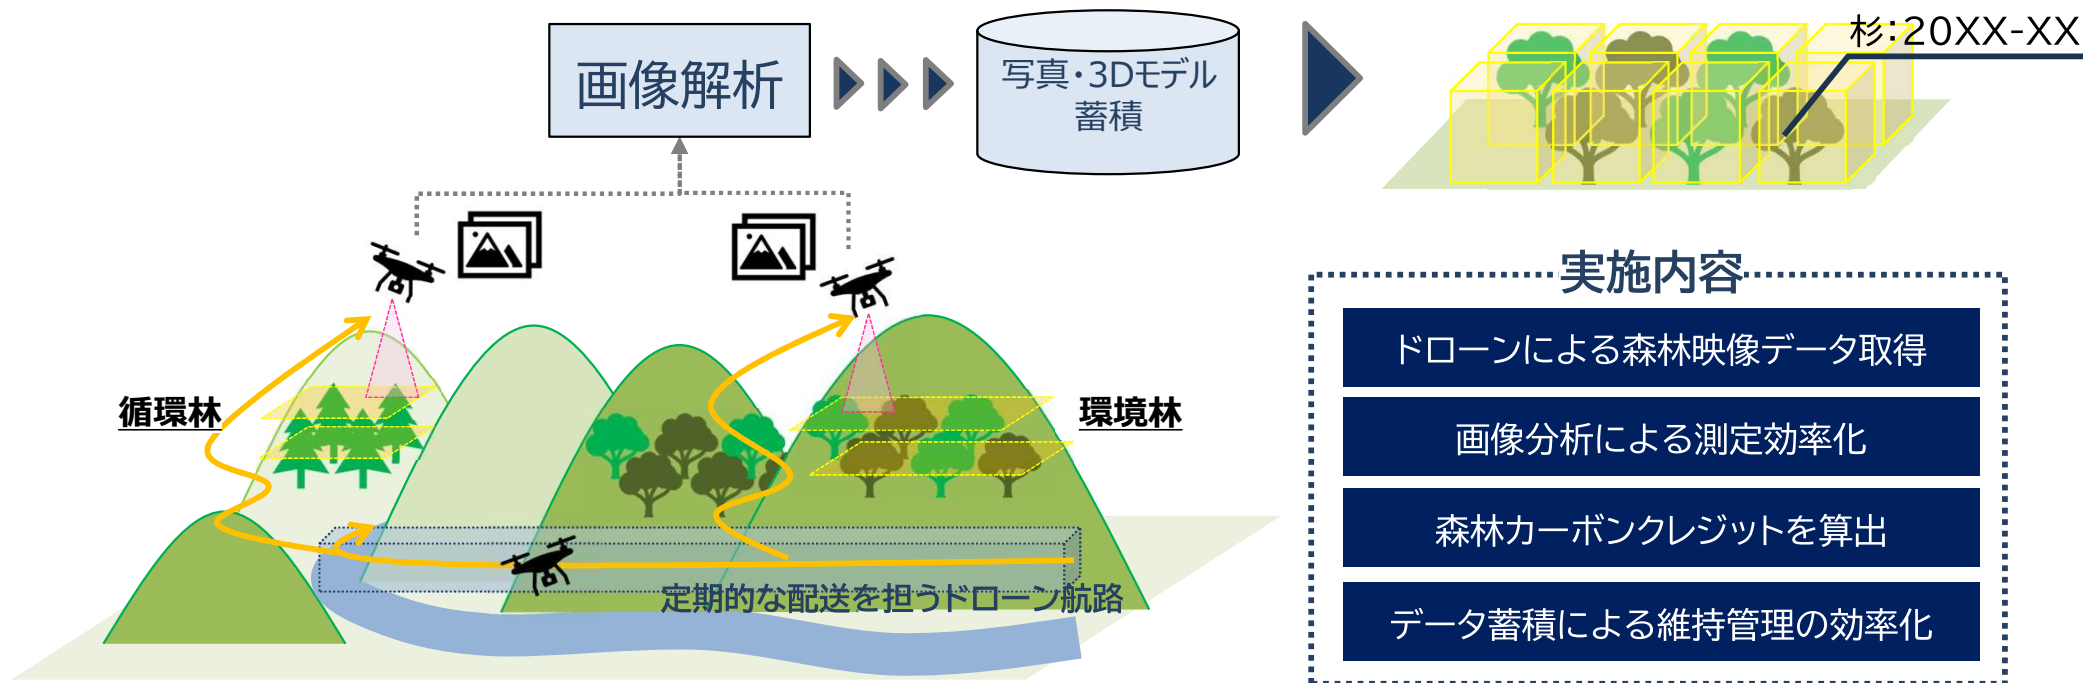 画像解析
写真・3Dモデル
蓄積
杉：20XX-XX
循環林
環境林
定期的な配送を担うドローン航路
実施内容
ドローンによる森林映像データ取得
画像分析による測定効率化
森林カーボンクレジットを算出
データ蓄積による維持管理の効率化